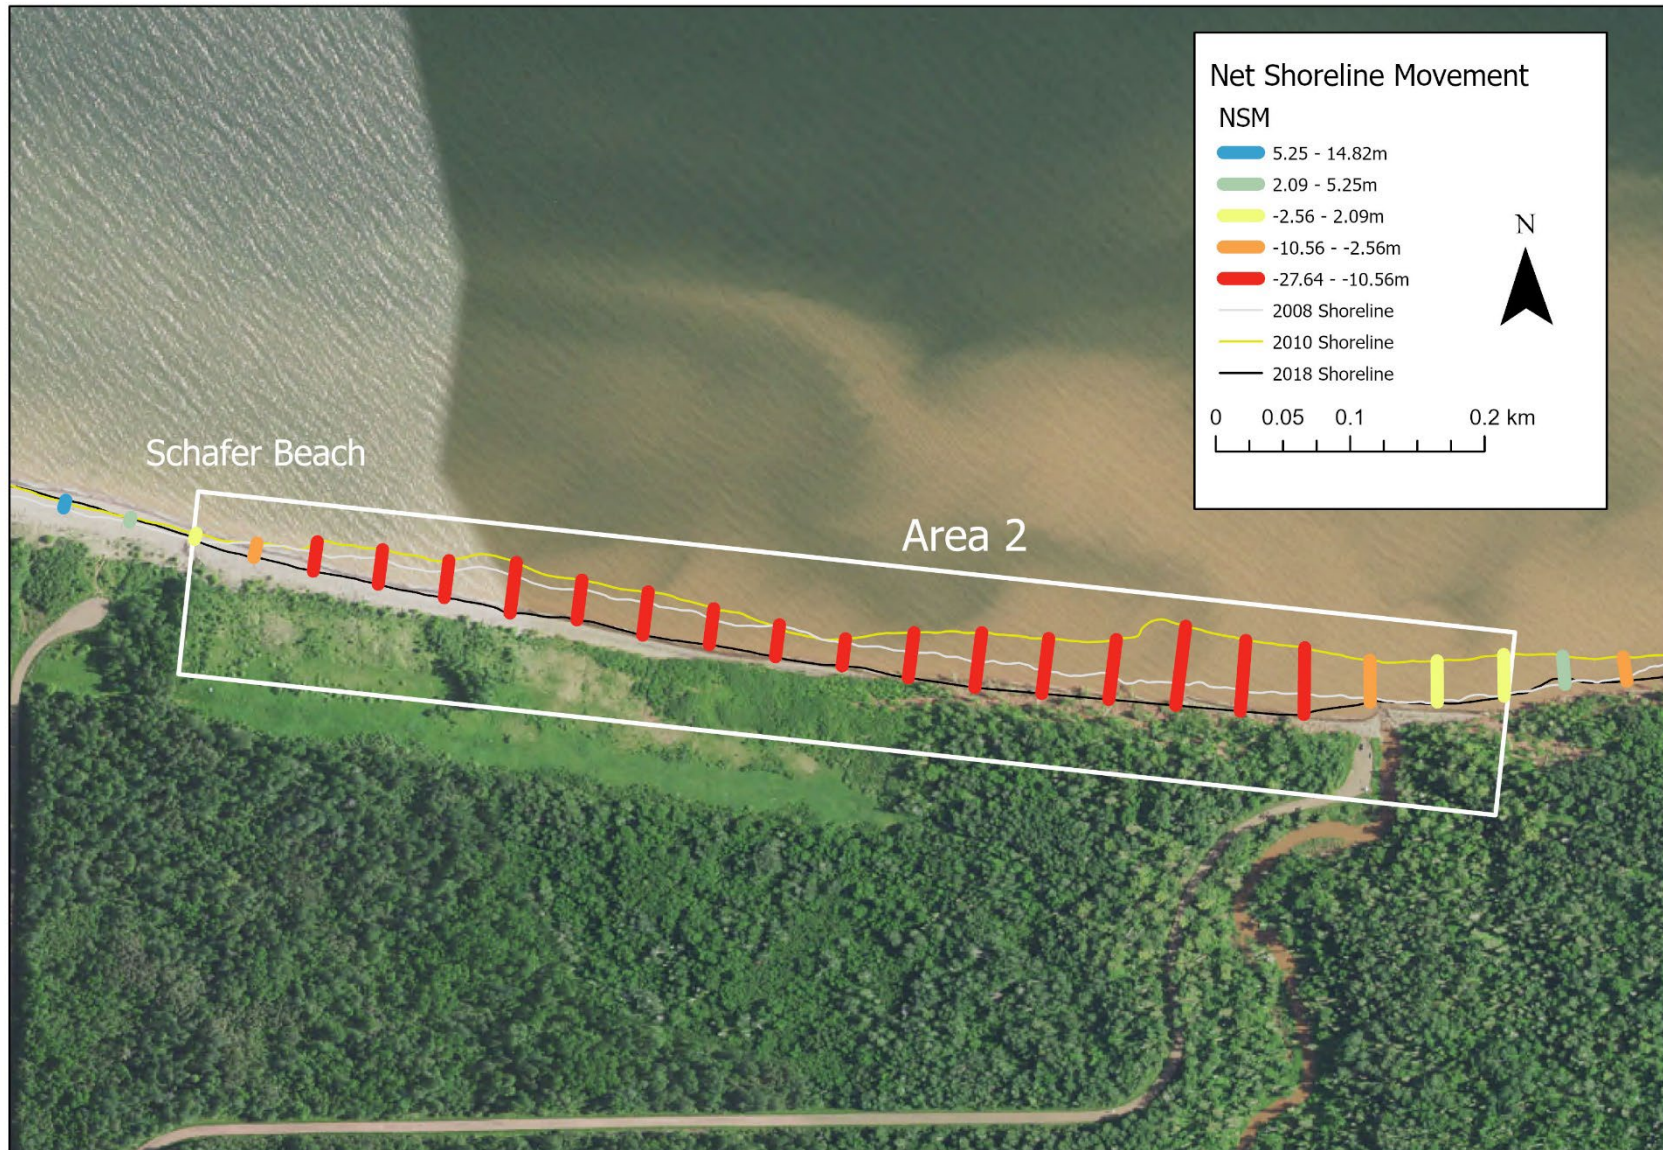 Net Shoreline Movement
NSM
5.25 - 14.82m
2.09 - 5.25m
-2.56 - 2.09m
-10.56 - -2.56m
-27.64 - -10.56m
2008 Shoreline
2010 Shoreline
2018 Shoreline
N
0 0.05 0.1 0.2 km
Schafer Beach
Area 2